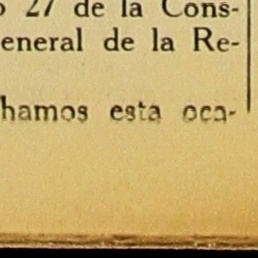 27 de la Cons-
eneral de la Re-
hamos esta oca-